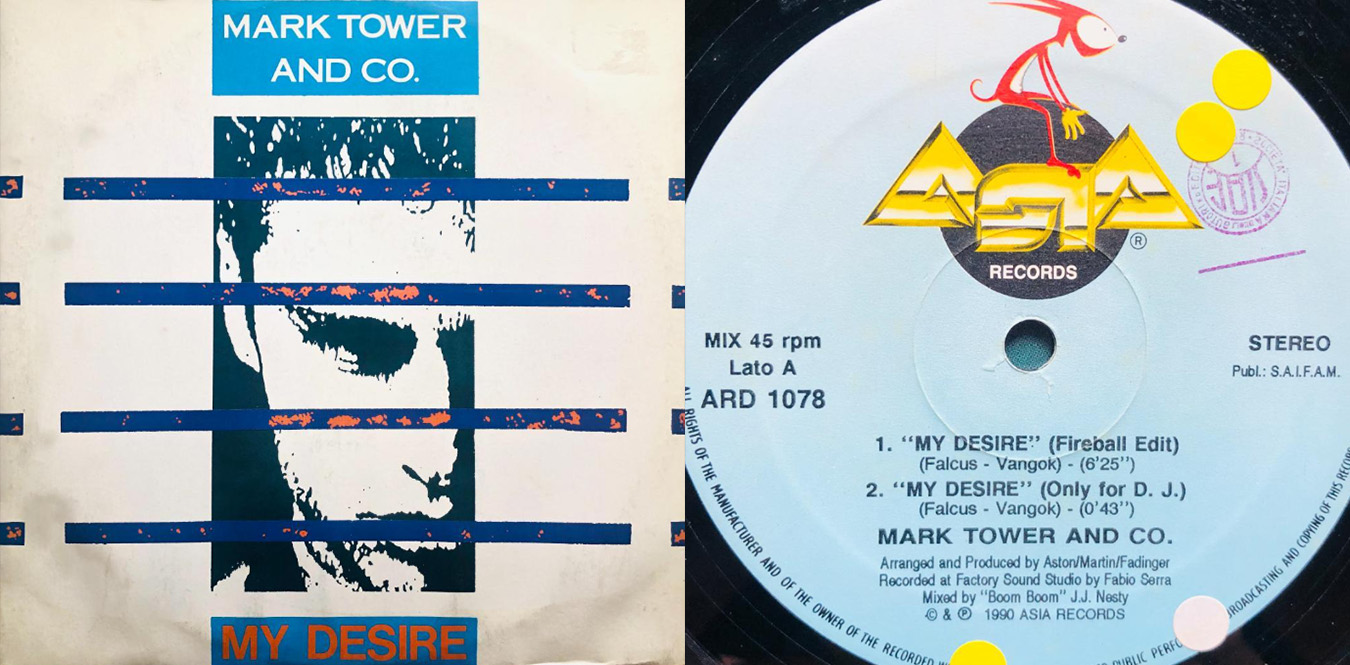 MARK TOWER
AND CO.
MY DESIRE
ASIA
®
RECORDS
MIX 45 rpm
Lato A
ARD 1078
STEREO
Publ.: S.A.I.F.A.M.
1. “MY DESIRE” (Fireball Edit)
(Falcus - Vangok) - (6’25’’)
2. “MY DESIRE” (Only for D. J.)
(Falcus - Vangok) - (0’43’’)
MARK TOWER AND CO.
Arranged and Produced by Aston/Martin/Fadinger
Recorded at Factory Sound Studio by Fabio Serra
Mixed by “Boom Boom” J.J. Nesty
© & ℗ 1990 ASIA RECORDS
RIGHTS OF THE MANUFACTURER AND OF THE OWNER OF THE RECORDED
PUBLIC
BROADCASTING AND COPYING OF THIS